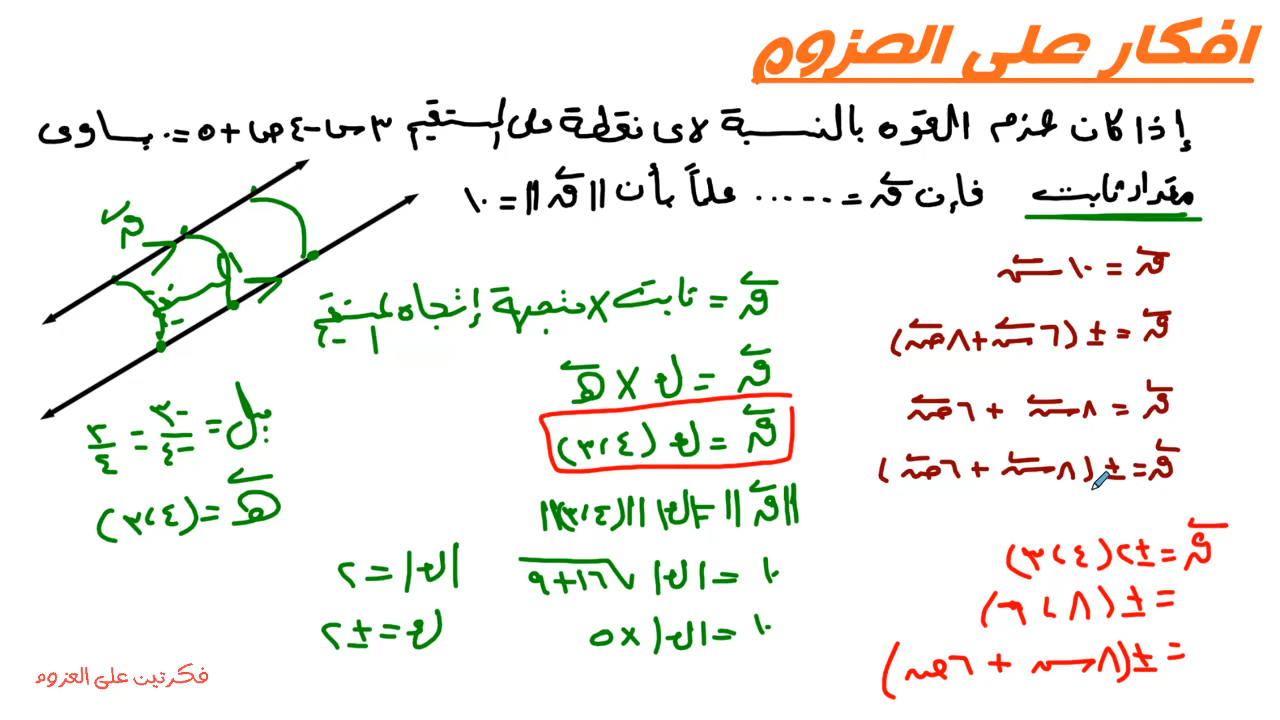 افكار على العزوم
إذا كان عزم القوه بالنسبة لاى نقطة على المستقيم ٣س - ٤ص + ٥ = ٠ يساوى
مقدار ثابت فإن ق = ...... علماً بأن ||ق|| = ١٠
ق = ١٠ س
ق = ± (٦س + ٨ص)
ق = ٨س + ٦ص
ق = ± (٨س + ٦ص)
ق = ±٢ (٤، ٣)
= ± (٨، ٦)
= ± (٨س + ٦ص)
ق = ثابت × متجهة إتجاه المستقيم
ق = ك × هـ
ق = ك (٤، ٣)
||ق|| = |ك| ||(٤، ٣)||
١٠ = |ك| √١٦+٩
١٠ = |ك| × ٥
|ك| = ٢
ك = ±٢
ق
ميل = -٣/-٤ = ٣/٤
هـ = (٤، ٣)
فكرتين على العزوم